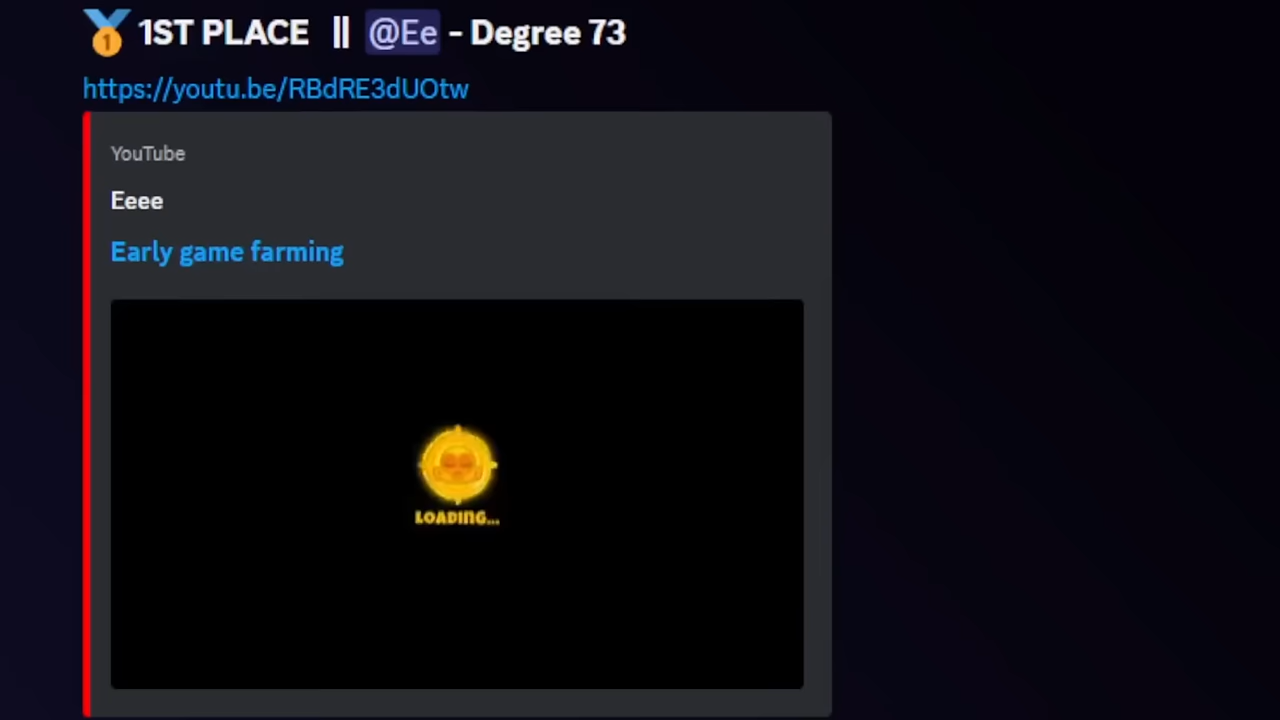 1ST PLACE || @Ee - Degree 73
https://youtu.be/RBdRE3dUOtw
YouTube
Eeee
Early game farming
LOADING...